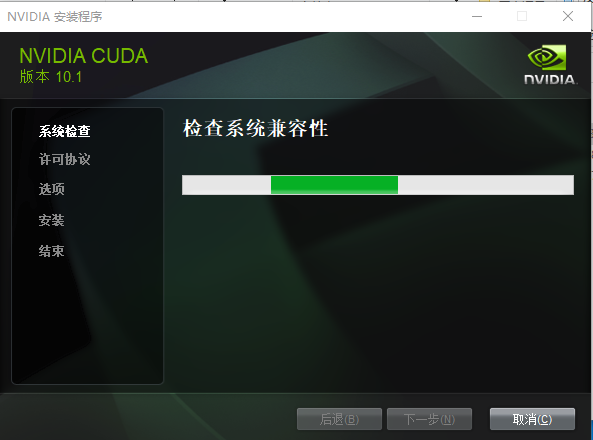 NVIDIA 安装程序
NVIDIA CUDA
版本 10.1
NVIDIA.
系统检查
许可协议
选项
安装
结束
检查系统兼容性
后退(B)
下一步(N)
取消(C)